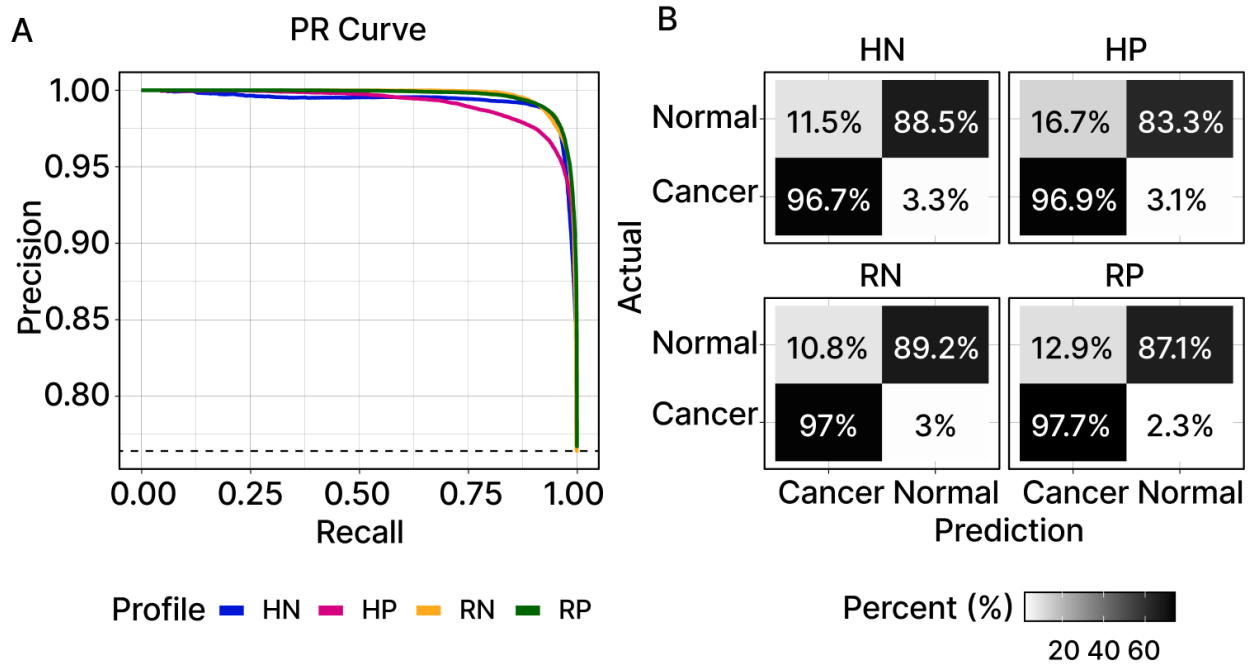 A
PR Curve
Precision
1.00
0.95
0.90
0.85
0.80
0.00 0.25 0.50 0.75 1.00
Recall
Profile HN HP RN RP
B
HN HP
Actual
Normal 11.5% 88.5% 16.7% 83.3%
Cancer 96.7% 3.3% 96.9% 3.1%
RN RP
Normal 10.8% 89.2% 12.9% 87.1%
Cancer 97% 3% 97.7% 2.3%
Cancer Normal Cancer Normal
Prediction
Percent (%)
20 40 60